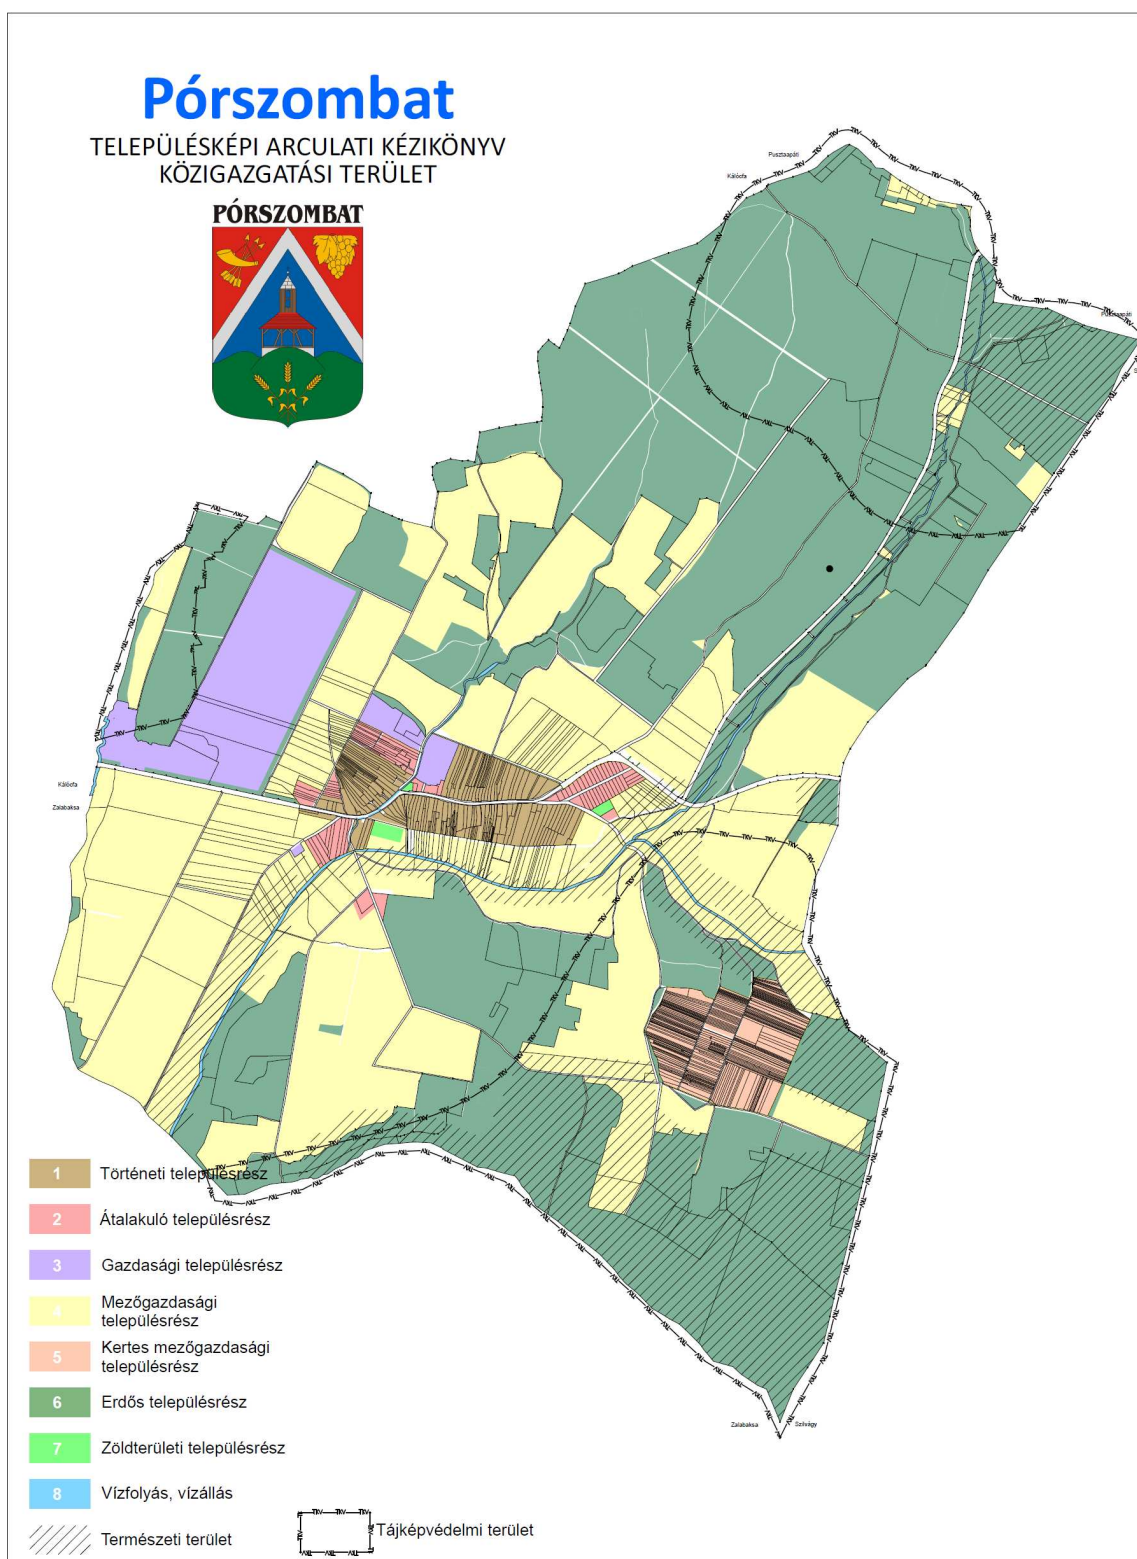 Pórszombat
TELEPÜLÉSKÉPI ARCULATI KÉZIKÖNYV
KÖZIGAZGATÁSI TERÜLET
PÓRSZOMBAT
Pusztaapáti
Kálócfa
Pusztaapáti
S
Kálócfa
Zalabaksa
1 Történeti településrész
2 Átalakuló településrész
3 Gazdasági településrész
4 Mezőgazdasági
településrész
5 Kertes mezőgazdasági
településrész
6 Erdős településrész
7 Zöldterületi településrész
8 Vízfolyás, vízállás
Természeti terület
TKV
Tájképvédelmi terület
Zalabaksa
Szilvágy